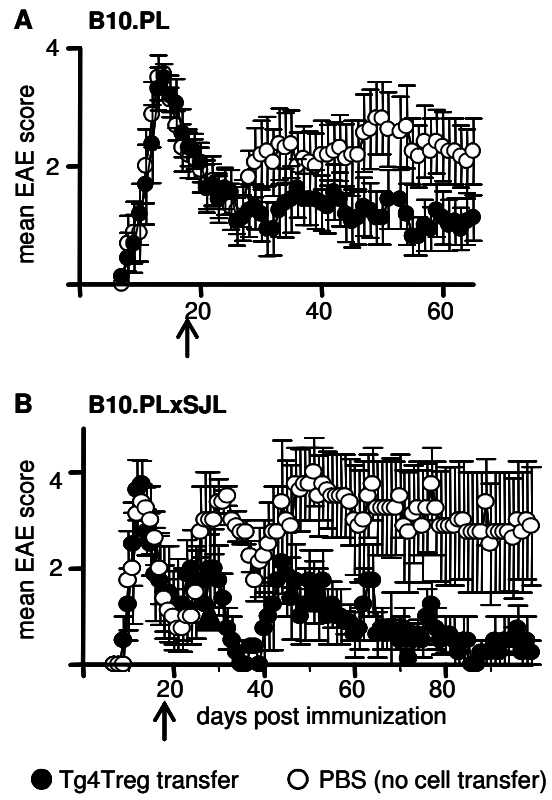 A B10.PL
4
2
mean EAE score
20 40 60
B B10.PLxSJL
4
2
mean EAE score
20 40 60 80
days post immunization
Tg4Treg transfer PBS (no cell transfer)